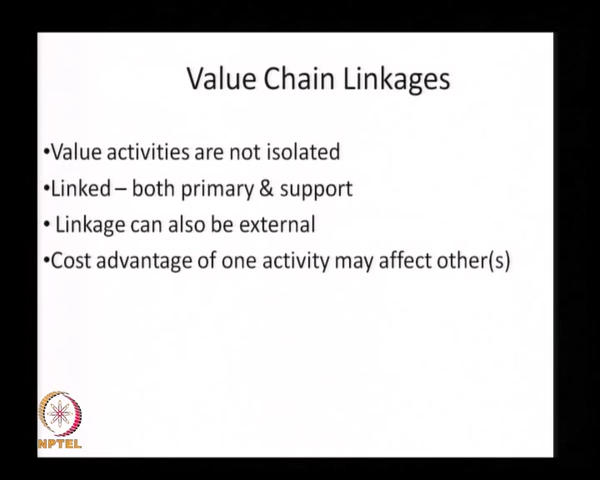 Value Chain Linkages
•Value activities are not isolated
•Linked – both primary & support
• Linkage can also be external
•Cost advantage of one activity may affect other(s)
NPTEL